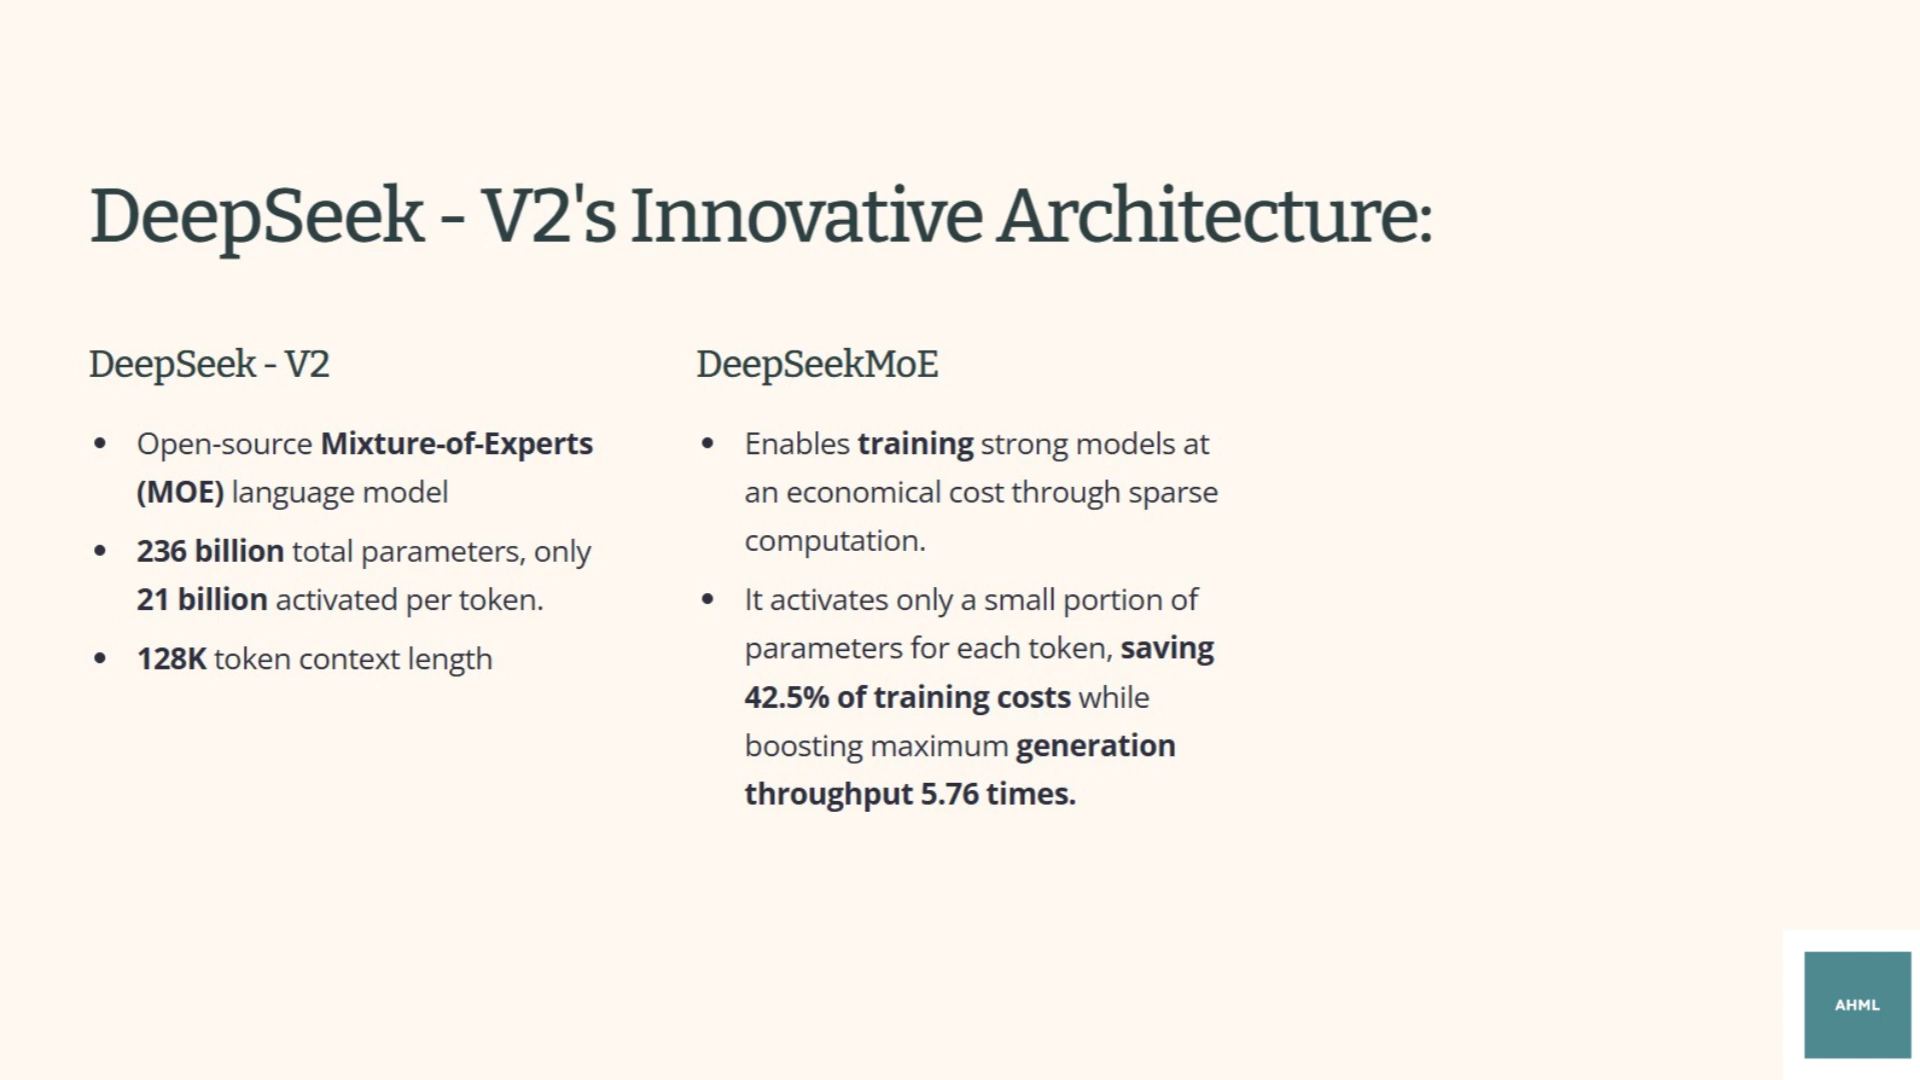 DeepSeek - V2's Innovative Architecture:
DeepSeek - V2
• Open-source Mixture-of-Experts
(MOE) language model
• 236 billion total parameters, only
21 billion activated per token.
• 128K token context length
DeepSeekMoE
• Enables training strong models at
an economical cost through sparse
computation.
• It activates only a small portion of
parameters for each token, saving
42.5% of training costs while
boosting maximum generation
throughput 5.76 times.
AHML